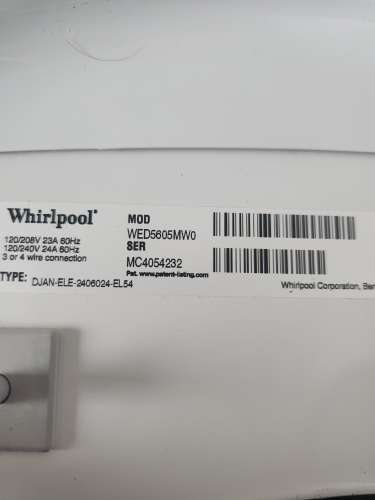 Whirlpool®
MOD
WED5605MW0
120/208V 23A 60Hz
120/240V 24A 60Hz
3 or 4 wire connection
SER
MC4054232
Pat. www.patent-listing.com
TYPE: DJAN-ELE-2406024-EL54
Whirlpool Corporation, Ben